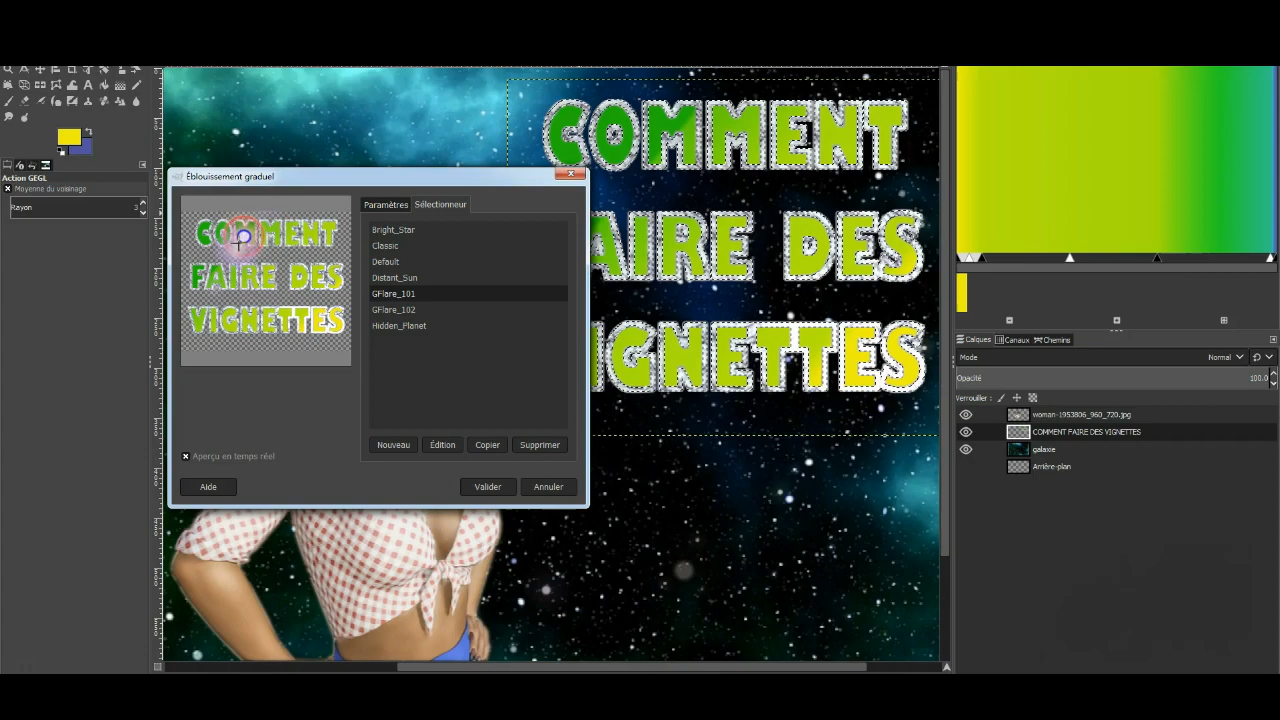 Action GEGL
Moyenne du voisinage
Rayon 3
Éblouissement graduel
COMMENT
FAIRE DES
VIGNETTES
Paramètres Sélectionneur
Bright_Star
Classic
Default
Distant_Sun
GFlare_101
GFlare_102
Hidden_Planet
Nouveau Édition Copier Supprimer
Aperçu en temps réel
Aide Valider Annuler
COMMENT
AIRE DES
IGNETTES
Calques Canaux Chemins
Mode Normal
Opacité 100.0
Verrouiller :
woman-1953806_960_720.jpg
COMMENT FAIRE DES VIGNETTES
galaxie
Arrière-plan